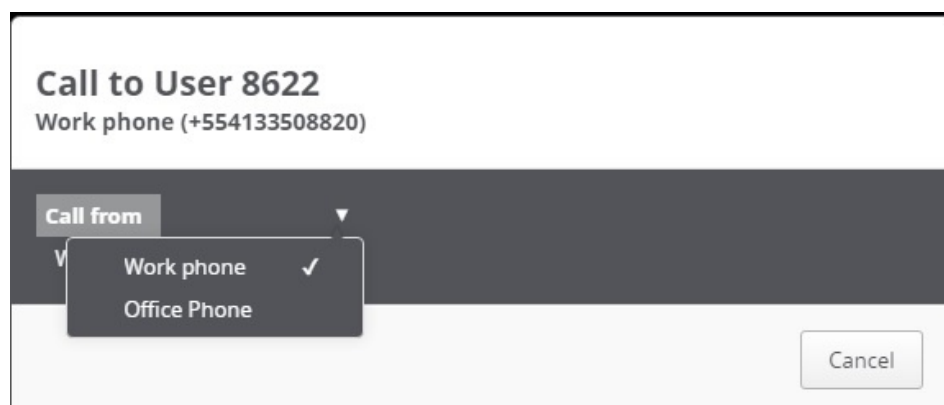 Call to User 8622
Work phone (+554133508820)
Call from ▼
Work phone ✓
Office Phone
Cancel